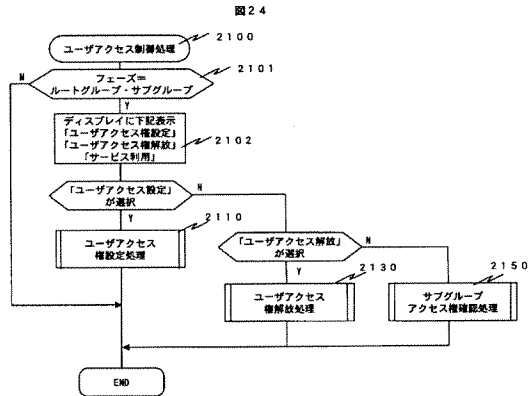 図24
ユーザアクセス制御処理
2100
フェーズ＝
ルートグループ・サブグループ
2101
N
Y
ディスプレイに下記表示
「ユーザアクセス権設定」
「ユーザアクセス権解放」
「サービス利用」
2102
「ユーザアクセス設定」
が選択
N
Y
2110
ユーザアクセス
権設定処理
「ユーザアクセス解放」
が選択
N
Y
2130
ユーザアクセス
権解放処理
2150
サブグループ
アクセス権確認処理
END